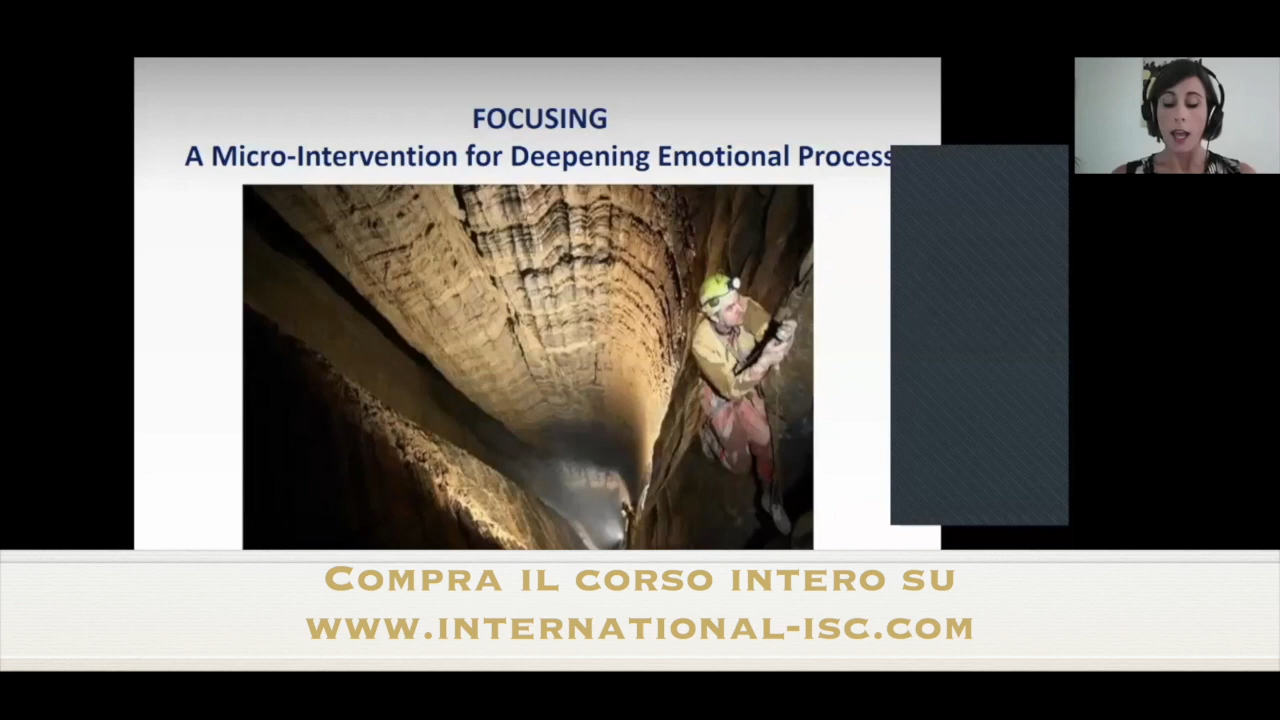 FOCUSING
A Micro-Intervention for Deepening Emotional Process
Compra il corso intero su
www.international-isc.com